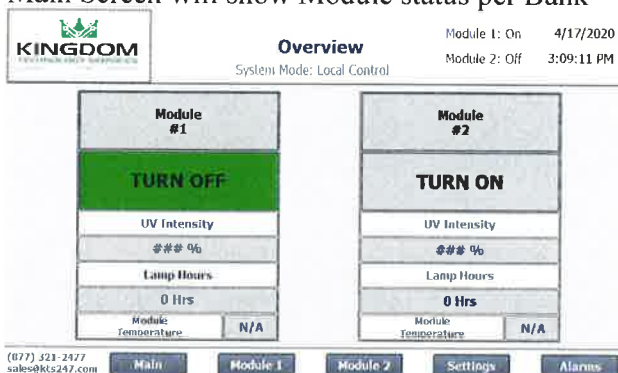 Main Screen will show Module status per Bank
KINGDOM
TECHNOLOGY SERVICES
Overview
System Mode: Local Control
Module 1: On 4/17/2020
Module 2: Off 3:09:11 PM
Module
#1
TURN OFF
UV Intensity
### %
Lamp Hours
0 Hrs
Module
Temperature
N/A
Module
#2
TURN ON
UV Intensity
### %
Lamp Hours
0 Hrs
Module
Temperature
N/A
(877) 321-2477
sales@kts247.com
Main
Module 1
Module 2
Settings
Alarms